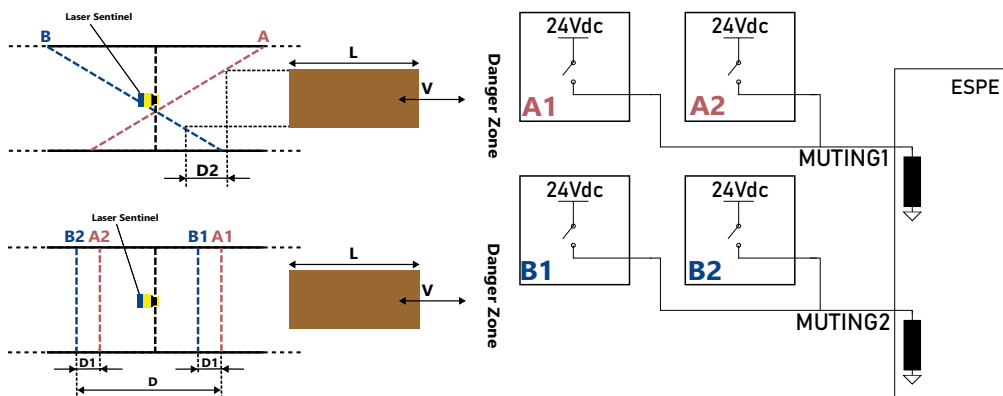 Laser Sentinel
B
A
L
V
D2
Danger Zone
Laser Sentinel
B2 A2
B1 A1
L
V
D1
D1
D
Danger Zone
24Vdc
A1
24Vdc
A2
ESPE
MUTING1
24Vdc
B1
24Vdc
B2
MUTING2